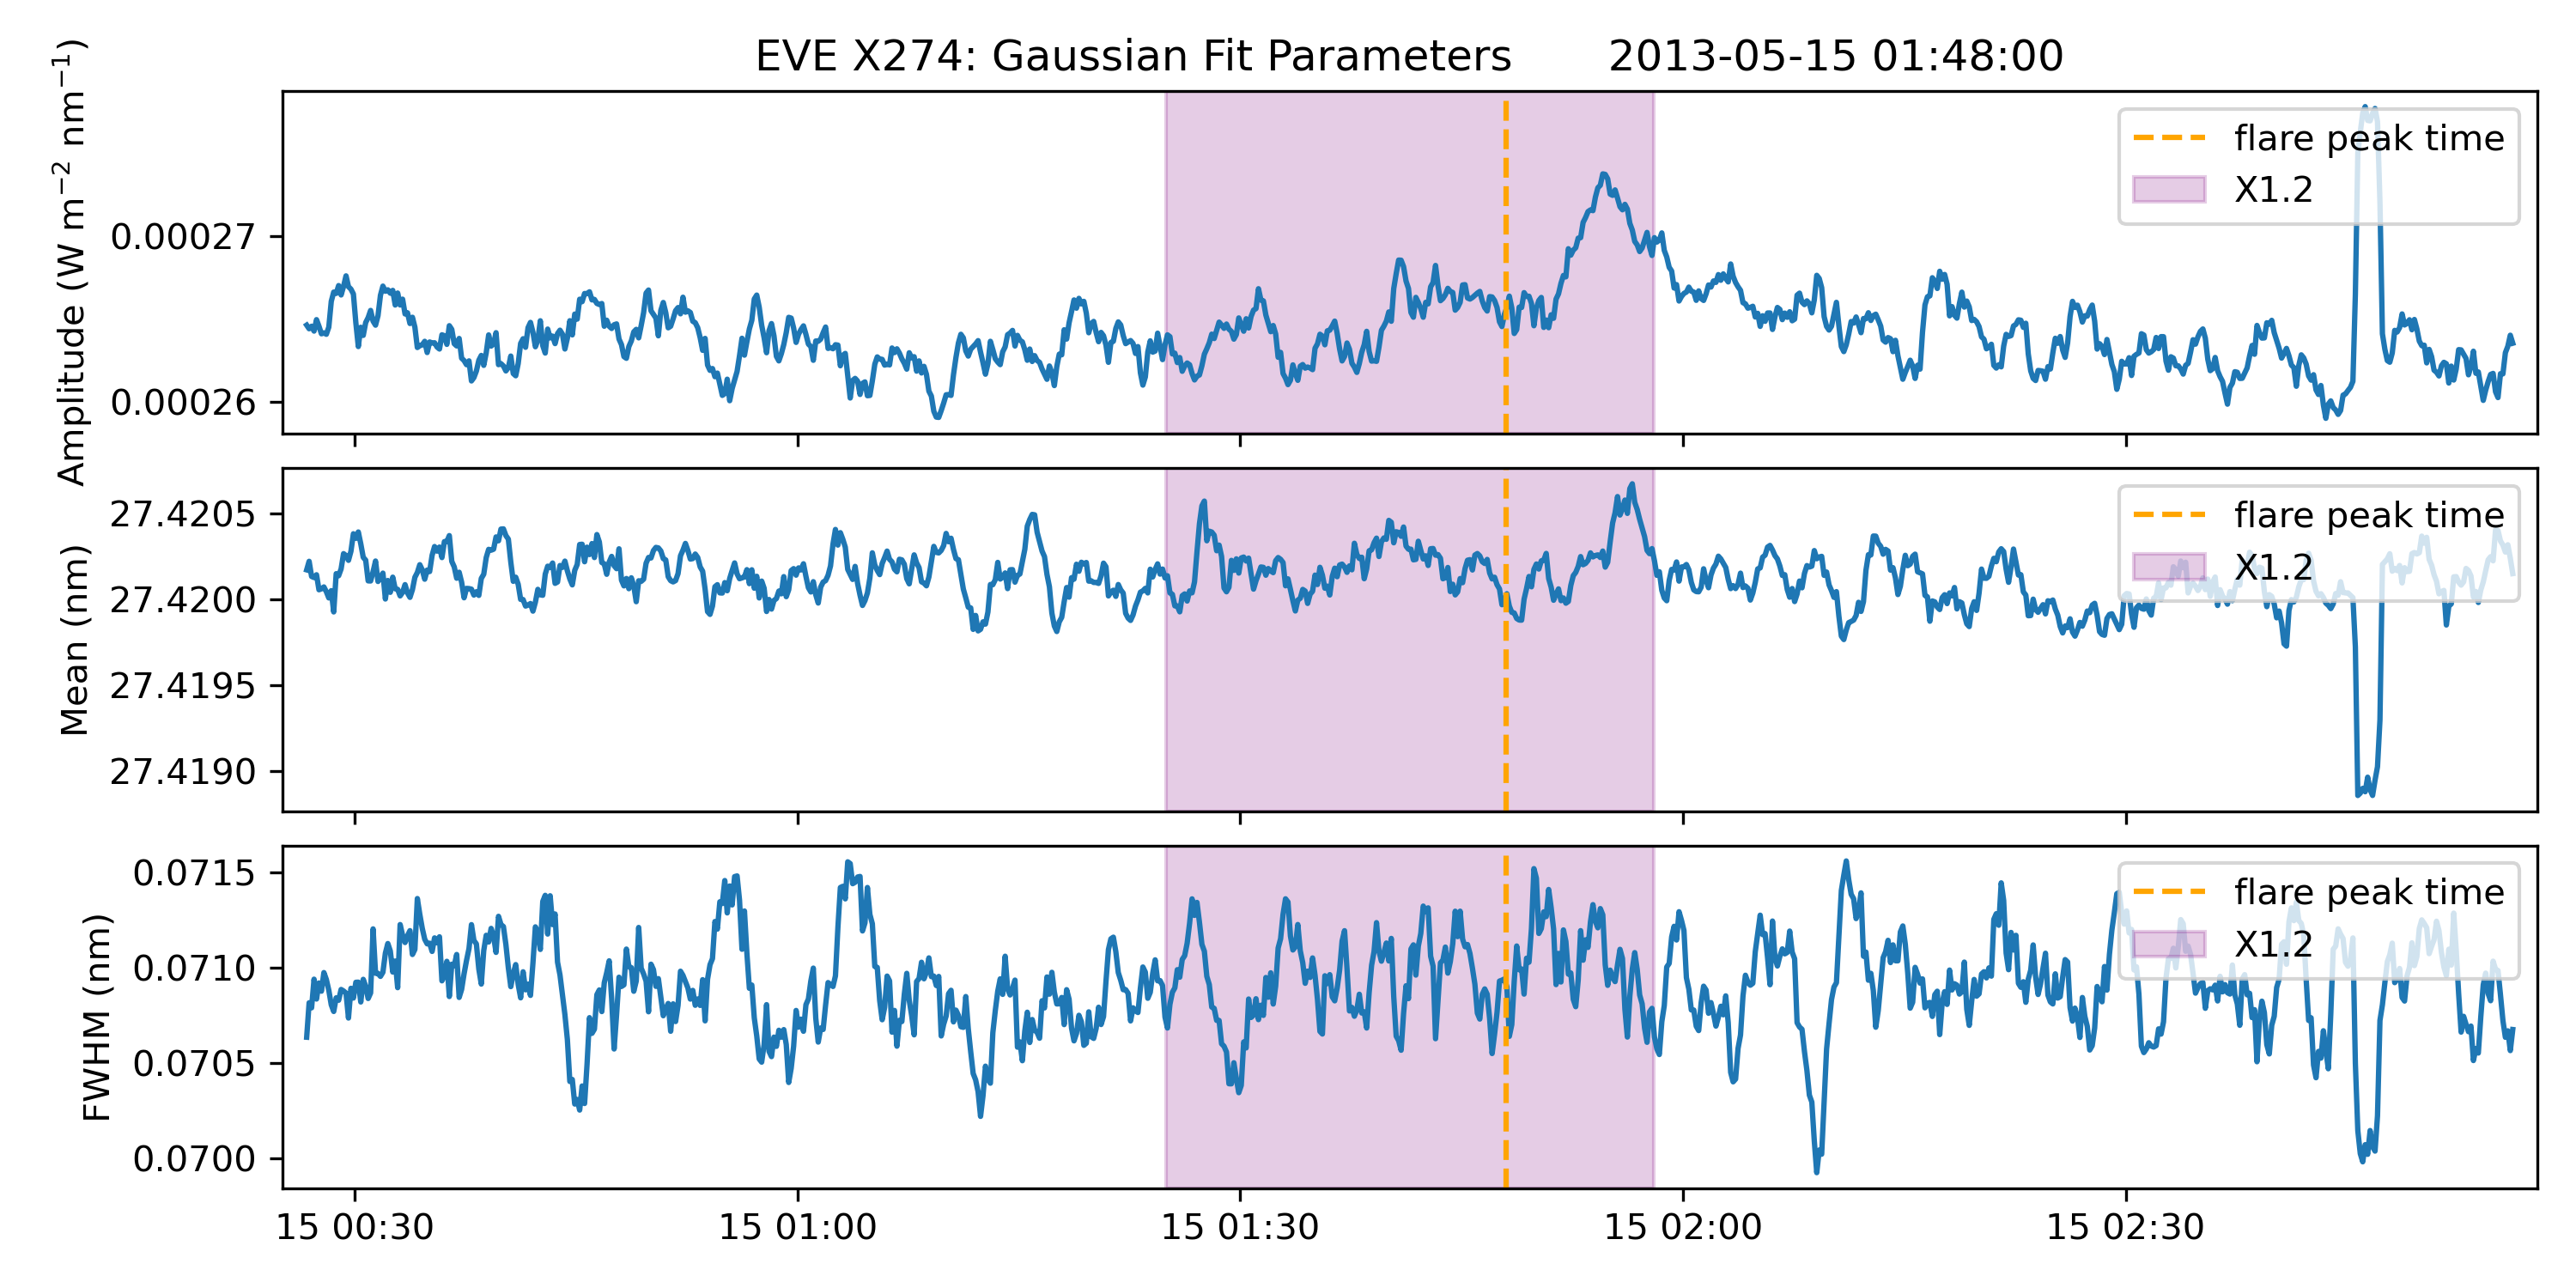 EVE X274: Gaussian Fit Parameters 2013-05-15 01:48:00
Amplitude (W m⁻² nm⁻¹)
0.00027
0.00026
flare peak time
X1.2
Mean (nm)
27.4205
27.4200
27.4195
27.4190
flare peak time
X1.2
FWHM (nm)
0.0715
0.0710
0.0705
0.0700
flare peak time
X1.2
15 00:30 15 01:00 15 01:30 15 02:00 15 02:30